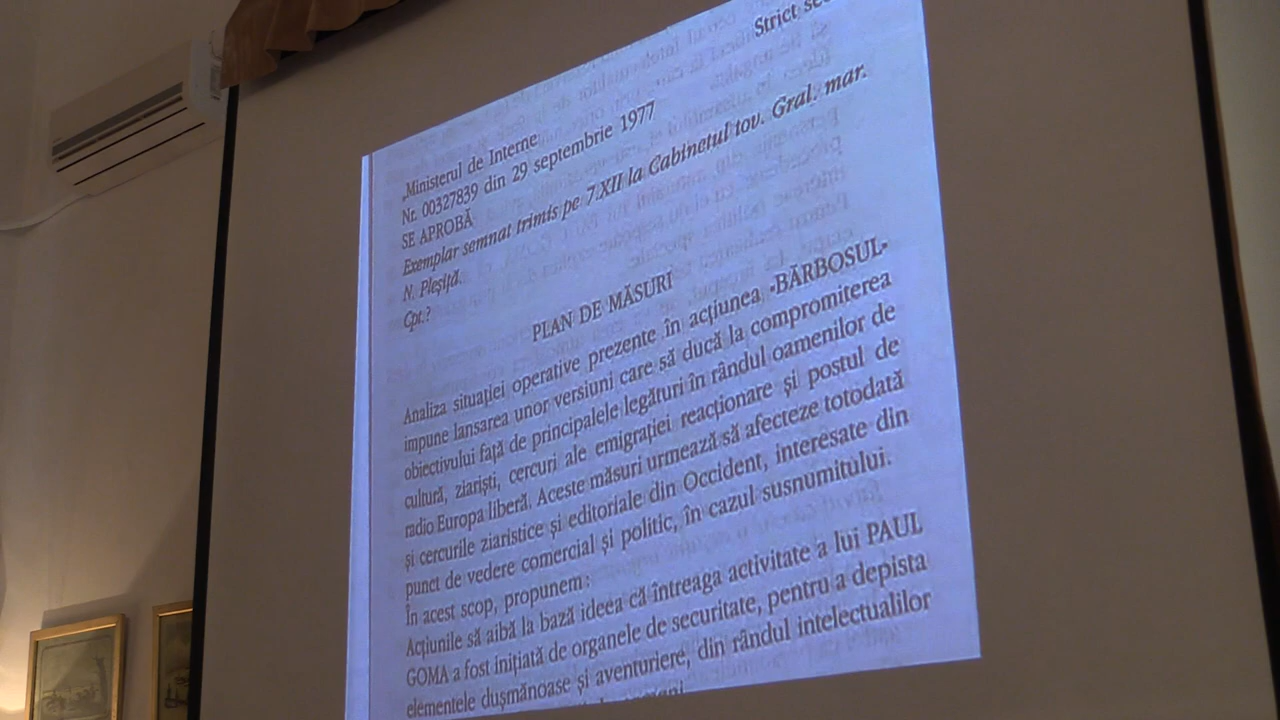 Strict
„Ministerul de Interne
Nr. 00327839 din 29 septembrie 1977
SE APROBĂ
Exemplar semnat trimis pe 7.XII la Cabinetul tov. Gral. mar.
N. Pleşiţă.
Cpt.?
PLAN DE MĂSURI
Analiza situaţiei operative prezente în acţiunea «BĂRBOSUL»
impune lansarea unor versiuni care să ducă la compromiterea
obiectivului faţă de principalele legături în rândul oamenilor de
cultură, ziarişti, cercuri ale emigraţiei reacţionare şi postul de
radio Europa liberă. Aceste măsuri urmează să afecteze totodată
şi cercurile ziaristice şi editoriale din Occident, interesate din
punct de vedere comercial şi politic, în cazul susnumitului.
În acest scop, propunem:
Acţiunile să aibă la bază ideea că întreaga activitate a lui PAUL
GOMA a fost iniţiată de organele de securitate, pentru a depista
elementele duşmănoase şi aventuriere, din rândul intelectualilor